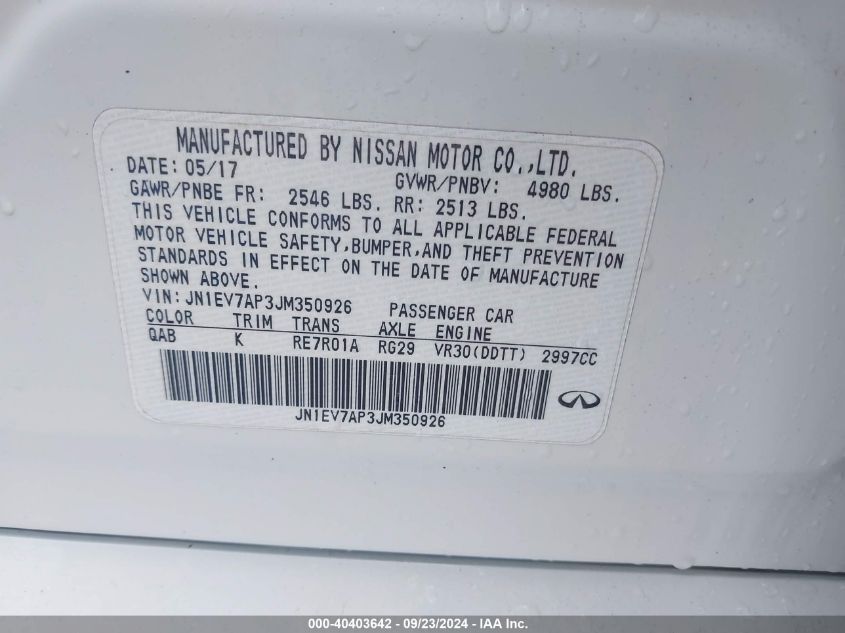 MANUFACTURED BY NISSAN MOTOR CO.,LTD.
DATE: 05/17 GVWR/PNBV: 4980 LBS.
GAWR/PNBE FR: 2546 LBS. RR: 2513 LBS.
THIS VEHICLE CONFORMS TO ALL APPLICABLE FEDERAL
MOTOR VEHICLE SAFETY,BUMPER,AND THEFT PREVENTION
STANDARDS IN EFFECT ON THE DATE OF MANUFACTURE
SHOWN ABOVE.
VIN:JN1EV7AP3JM350926 PASSENGER CAR
COLOR TRIM TRANS AXLE ENGINE
QAB K RE7R01A RG29 VR30(DDTT) 2997CC
JN1EV7AP3JM350926
000-40403642 - 09/23/2024 - IAA Inc.